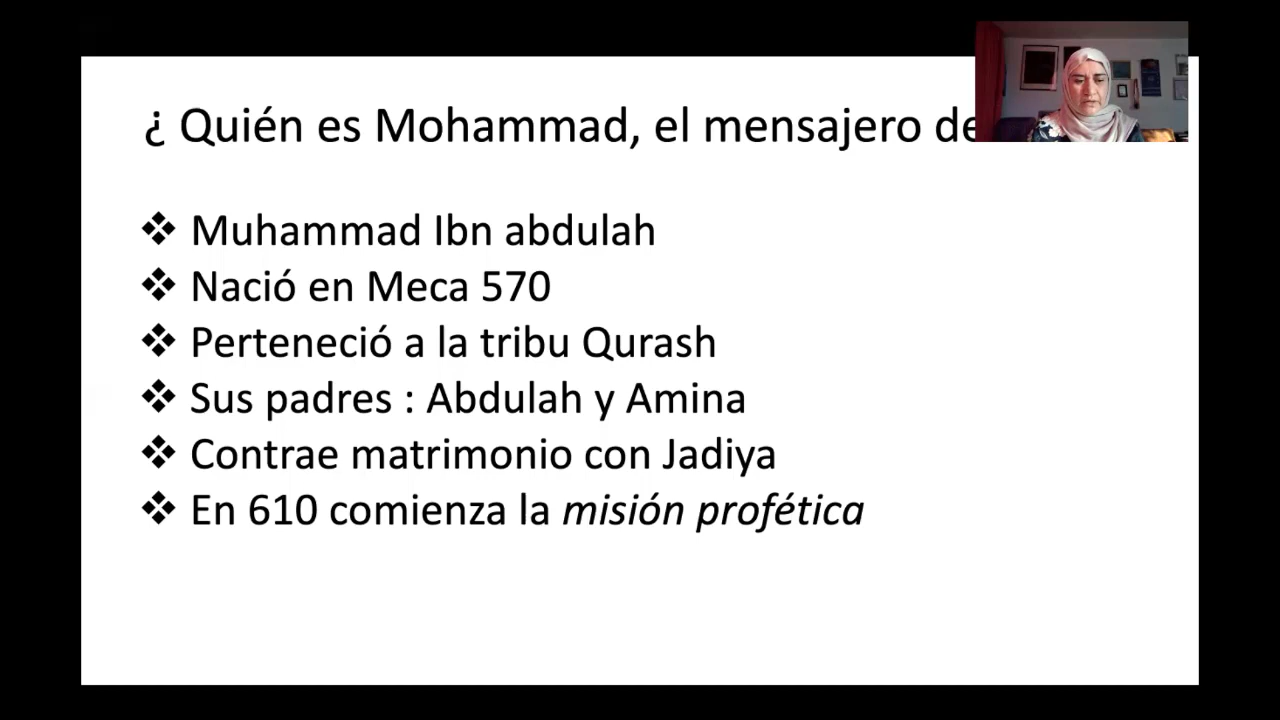 ¿ Quién es Mohammad, el mensajero de
❖ Muhammad Ibn abdulah
❖ Nació en Meca 570
❖ Perteneció a la tribu Qurash
❖ Sus padres : Abdulah y Amina
❖ Contrae matrimonio con Jadiya
❖ En 610 comienza la misión profética